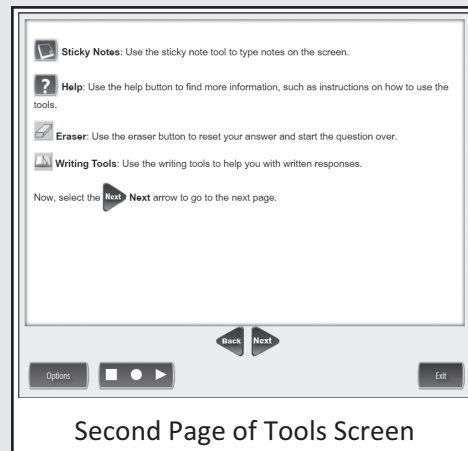 Sticky Notes: Use the sticky note tool to type notes on the screen.
? Help: Use the help button to find more information, such as instructions on how to use the
tools.
Eraser: Use the eraser button to reset your answer and start the question over.
Writing Tools: Use the writing tools to help you with written responses.
Now, select the Next Next arrow to go to the next page.
Back Next
Options Exit
Second Page of Tools Screen